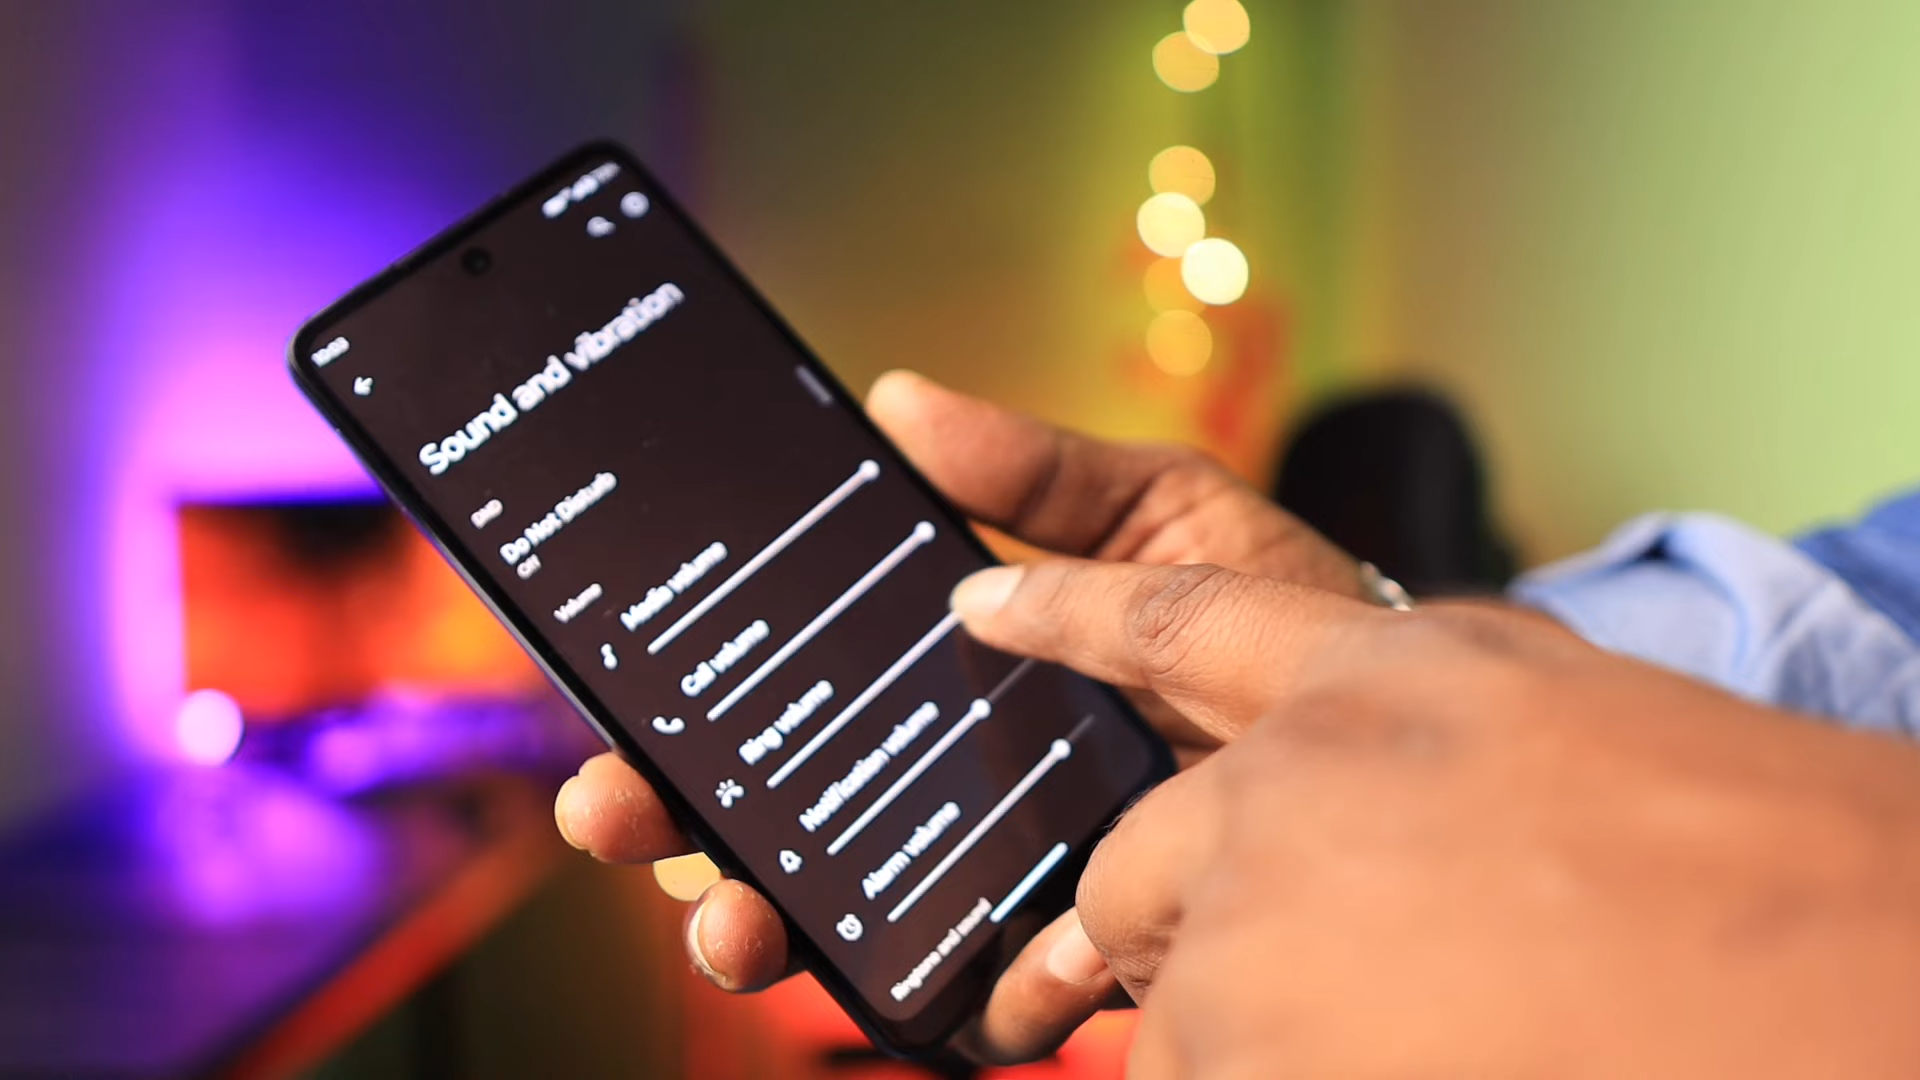 Sound and vibration
DND
Do Not Disturb
Off
Volume
Media volume
Call volume
Ring volume
Notification volume
Alarm volume
Ringtone and sound